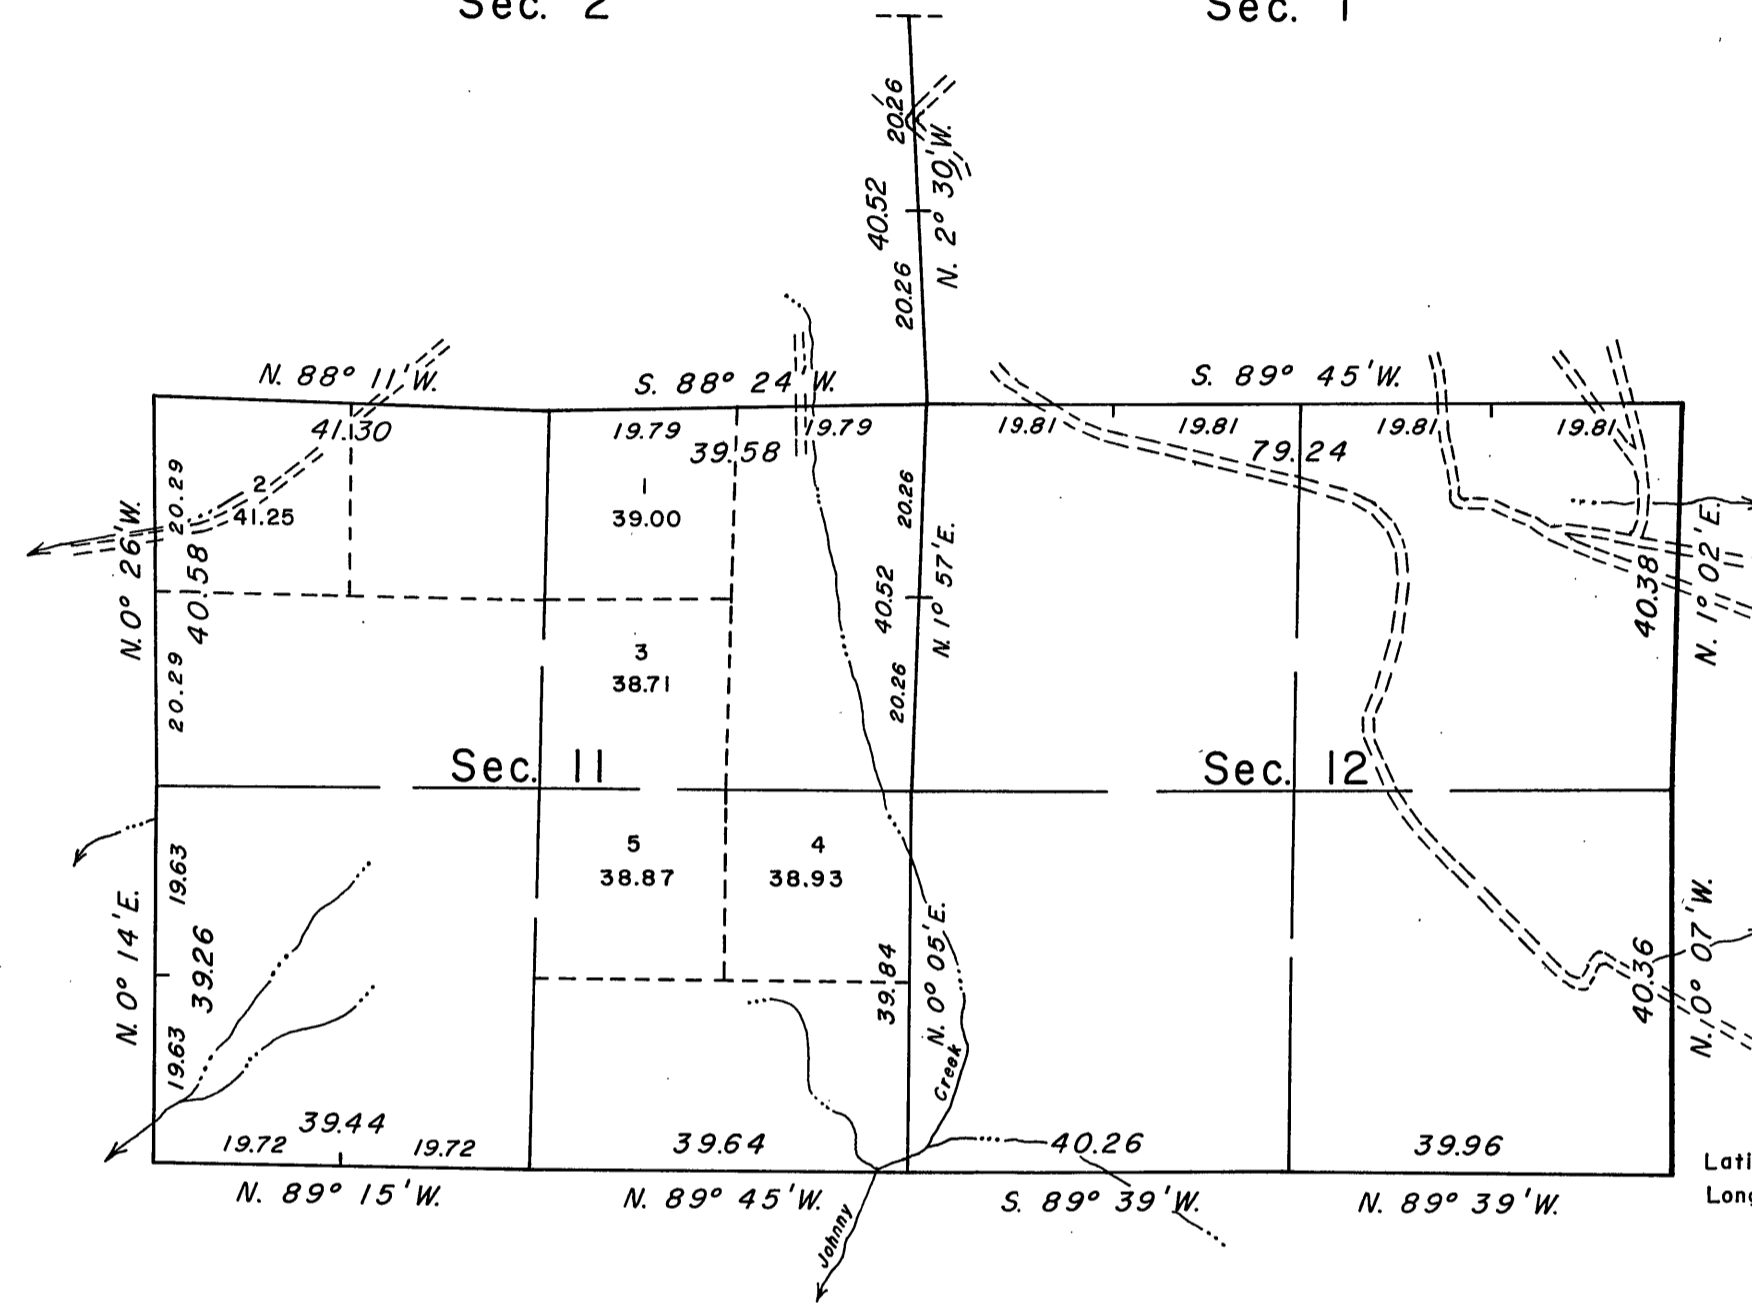 Sec. 2
Sec. 1
20.26
40.52
N. 2° 30'W.
20.26
N. 88° 11'W.
S. 88° 24'W.
S. 89° 45'W.
41.30
19.79
19.79
39.58
19.81
19.81
19.81
19.81
79.24
N. 0° 26'W.
20.29
40.58
20.29
2
41.25
1
39.00
20.26
40.52
20.26
N. 1° 57'E.
40.38
N. 1° 02'E.
3
38.71
Sec. 11
Sec. 12
5
38.87
4
38.93
N. 0° 14'E.
19.63
39.26
19.63
39.84
N. 0° 05'E.
Creek
40.36
N. 0° 07'W.
39.44
19.72
19.72
39.64
40.26
39.96
Lati
Long
N. 89° 15'W.
N. 89° 45'W.
S. 89° 39'W.
N. 89° 39'W.
Johnny